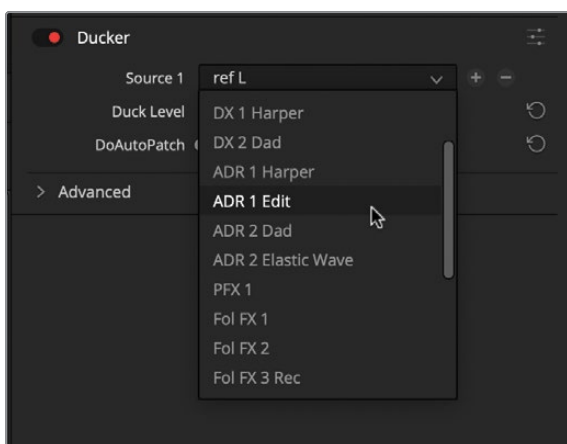 Ducker
Source 1 ref L
Duck Level
DoAutoPatch
Advanced
DX 1 Harper
DX 2 Dad
ADR 1 Harper
ADR 1 Edit
ADR 2 Dad
ADR 2 Elastic Wave
PFX 1
Fol FX 1
Fol FX 2
Fol FX 3 Rec